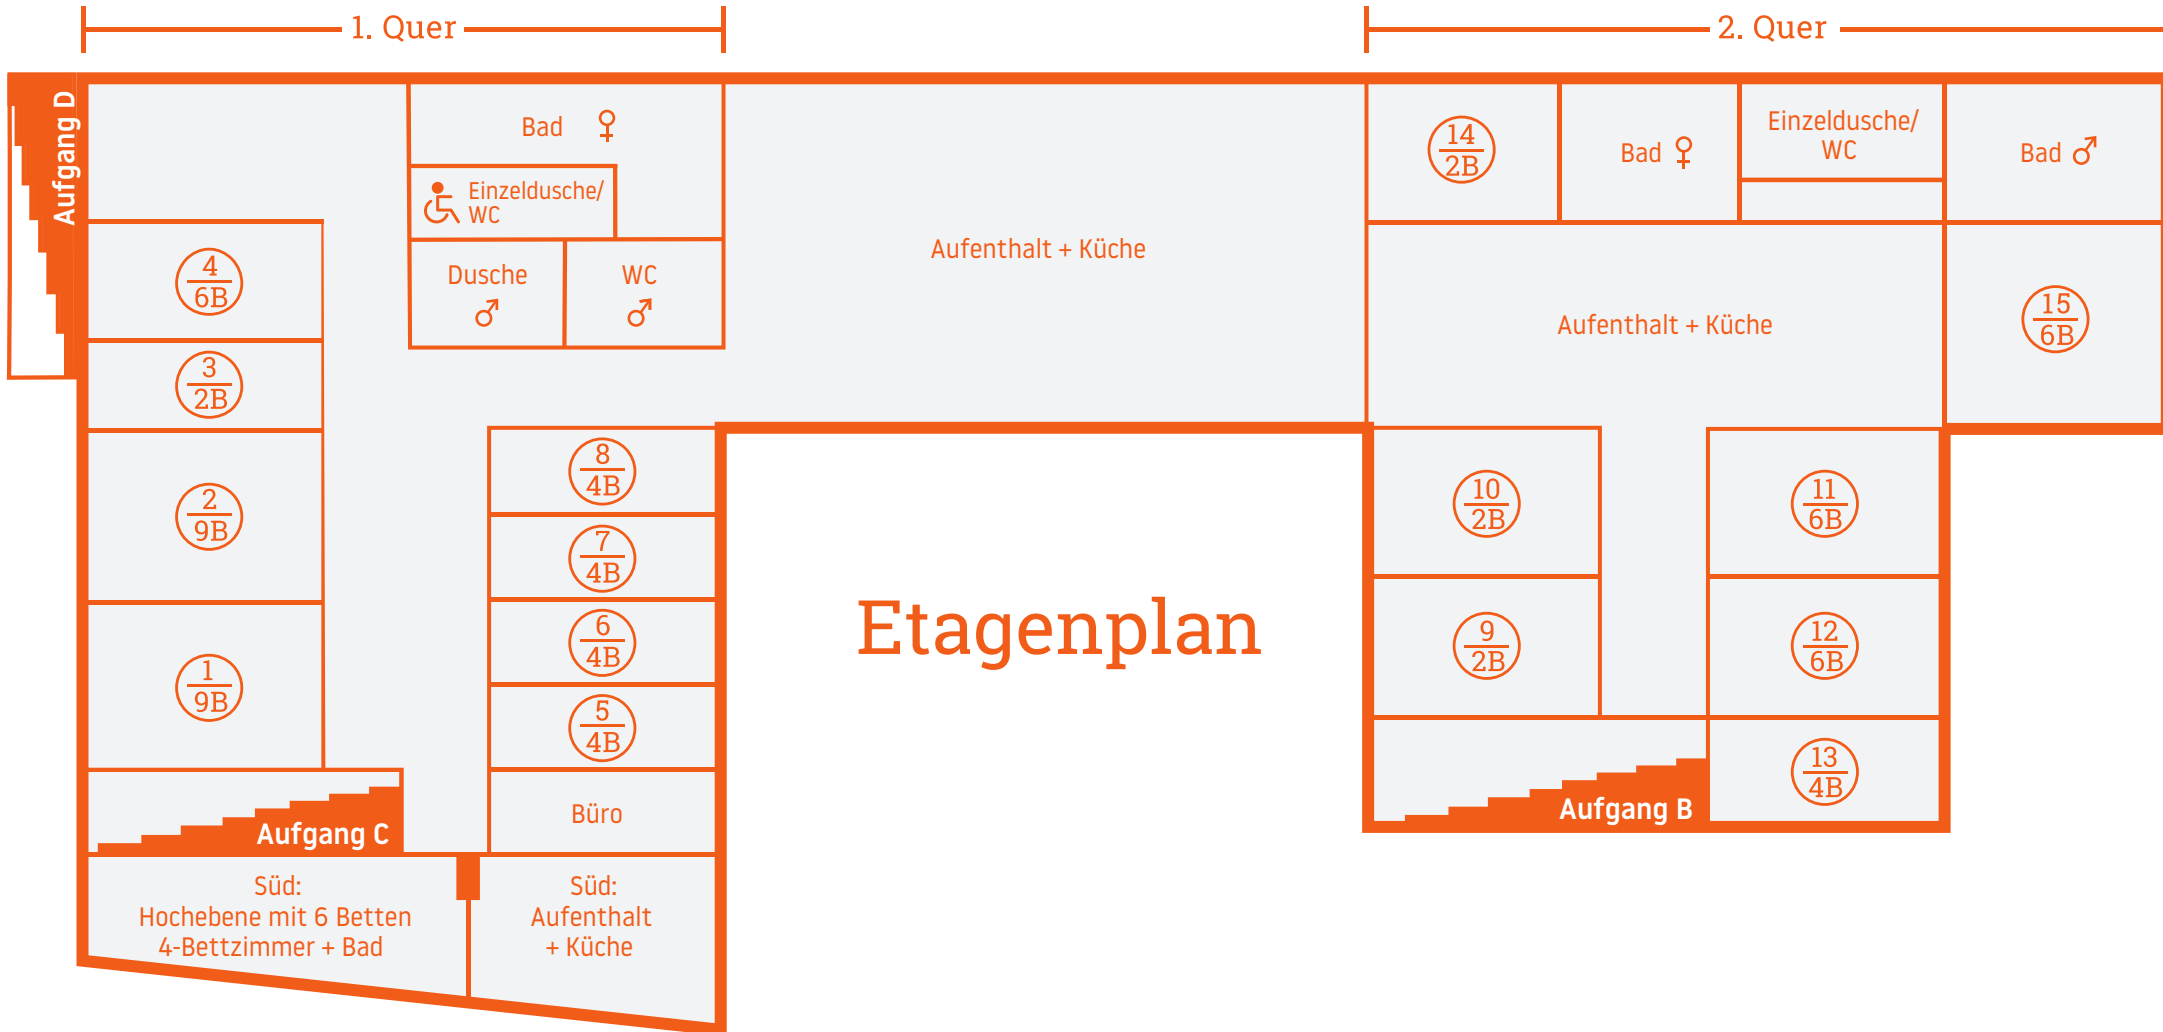 1. Quer
2. Quer
Aufgang D
Bad ♀
Einzeldusche/
WC
Dusche
♂
WC
♂
4
6B
3
2B
2
9B
1
9B
8
4B
7
4B
6
4B
5
4B
Büro
Aufgang C
Süd:
Hochebene mit 6 Betten
4-Bettzimmer + Bad
Süd:
Aufenthalt
+ Küche
Aufenthalt + Küche
Etagenplan
14
2B
Bad ♀
Einzeldusche/
WC
Bad ♂
Aufenthalt + Küche
15
6B
10
2B
11
6B
9
2B
12
6B
13
4B
Aufgang B